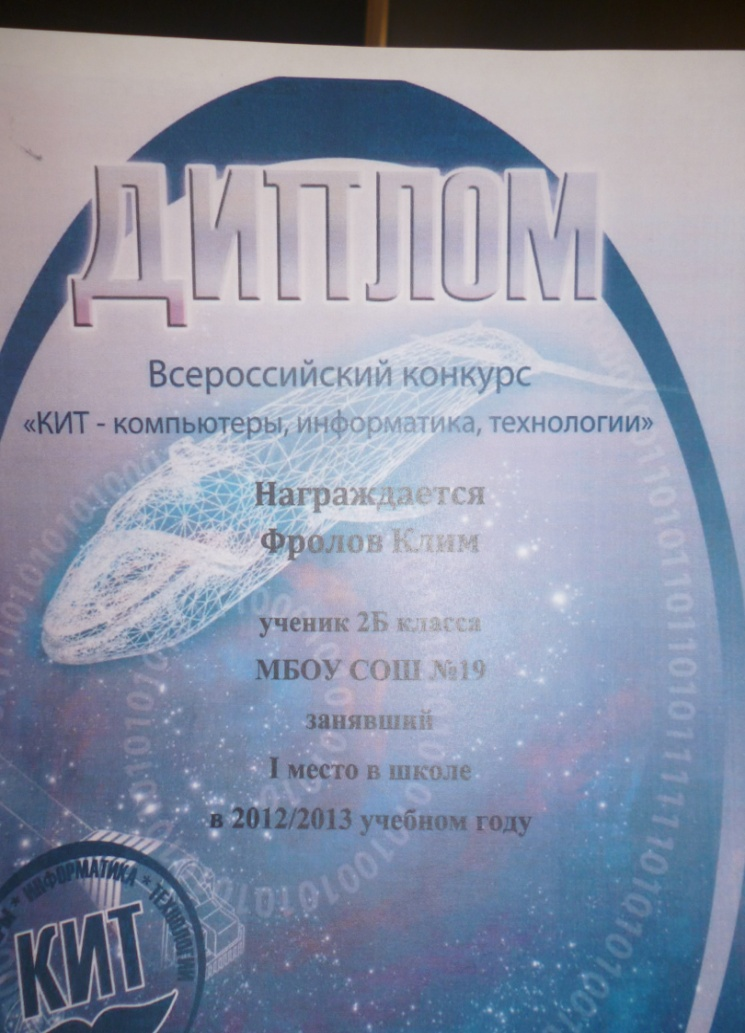 ДИПЛОМ
Всероссийский конкурс
«КИТ - компьютеры, информатика, технологии»
Награждается
Фролов Клим
ученик 2Б класса
МБОУ СОШ №19
занявший
I место в школе
в 2012/2013 учебном году
* ИНФОРМАТИКА * ТЕХНОЛОГИИ
КИТ